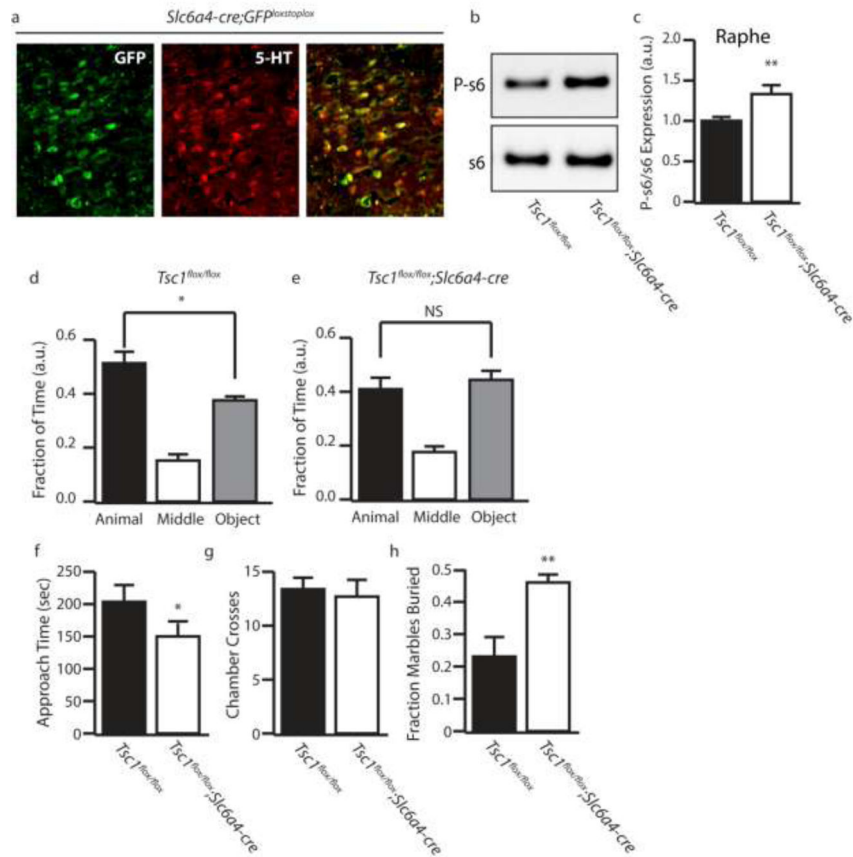 a
Slc6a4-cre;GFPloxstoplox
GFP
5-HT
b
P-s6
s6
Tsc1flox/flox
Tsc1flox/flox;Slc6a4-cre
c
Raphe
P-s6/s6 Expression (a.u.)
2.0
1.5
1.0
0.5
0.0
**
Tsc1flox/flox
Tsc1flox/flox;Slc6a4-cre
d
Tsc1flox/flox
*
Fraction of Time (a.u.)
0.6
0.4
0.2
0.0
Animal Middle Object
e
Tsc1flox/flox;Slc6a4-cre
NS
Fraction of Time (a.u.)
0.6
0.4
0.2
0.0
Animal Middle Object
f
Approach Time (sec)
250
200
150
100
50
0
*
Tsc1flox/flox
Tsc1flox/flox;Slc6a4-cre
g
Chamber Crosses
15
10
5
0
Tsc1flox/flox
Tsc1flox/flox;Slc6a4-cre
h
Fraction Marbles Buried
0.5
0.4
0.3
0.2
0.1
0
**
Tsc1flox/flox
Tsc1flox/flox;Slc6a4-cre